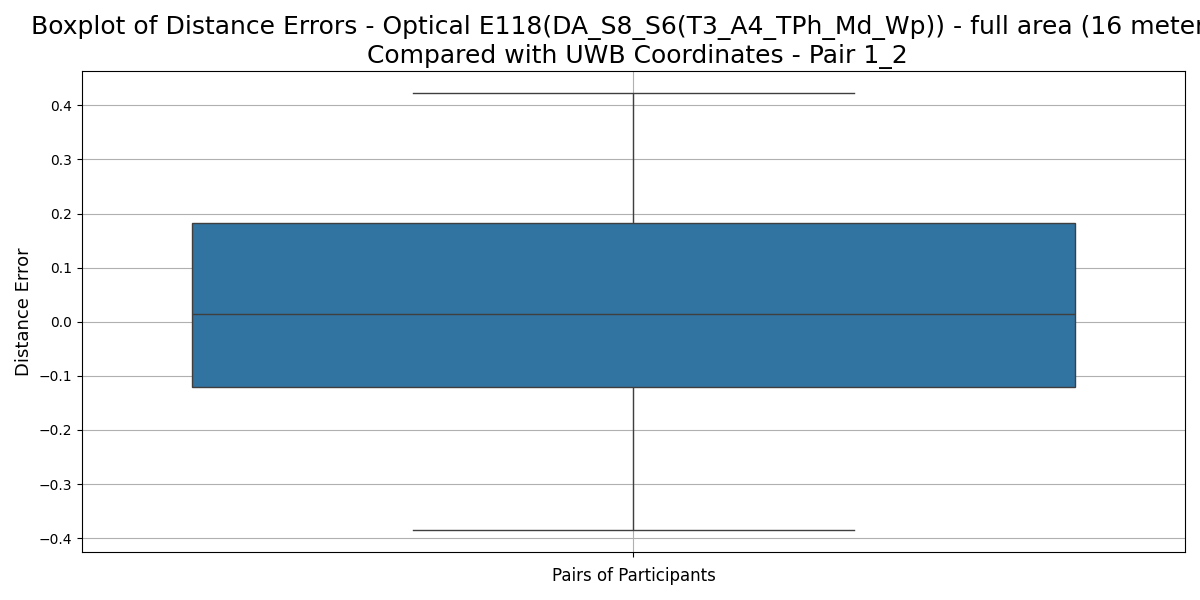 Boxplot of Distance Errors - Optical E118(DA_S8_S6(T3_A4_TPh_Md_Wp)) - full area (16 meter
Compared with UWB Coordinates - Pair 1_2
0.4
0.3
0.2
0.1
0.0
−0.1
−0.2
−0.3
−0.4
Distance Error
Pairs of Participants